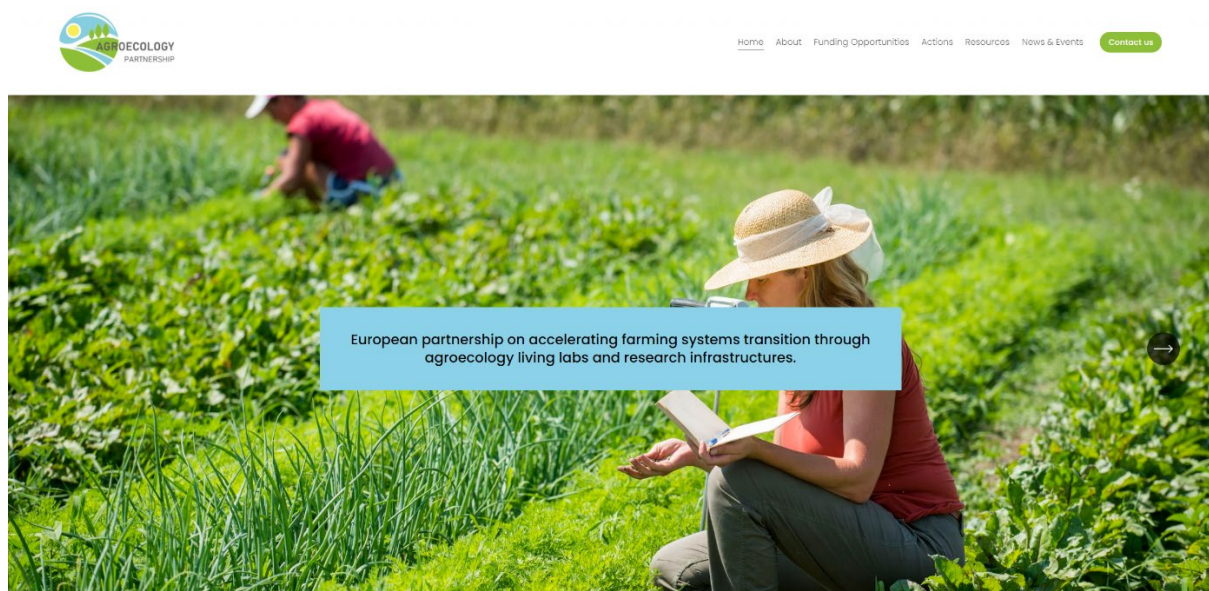 AGROECOLOGY
PARTNERSHIP
Home About Funding Opportunities Actions Resources News & Events Contact us
European partnership on accelerating farming systems transition through
agroecology living labs and research infrastructures.